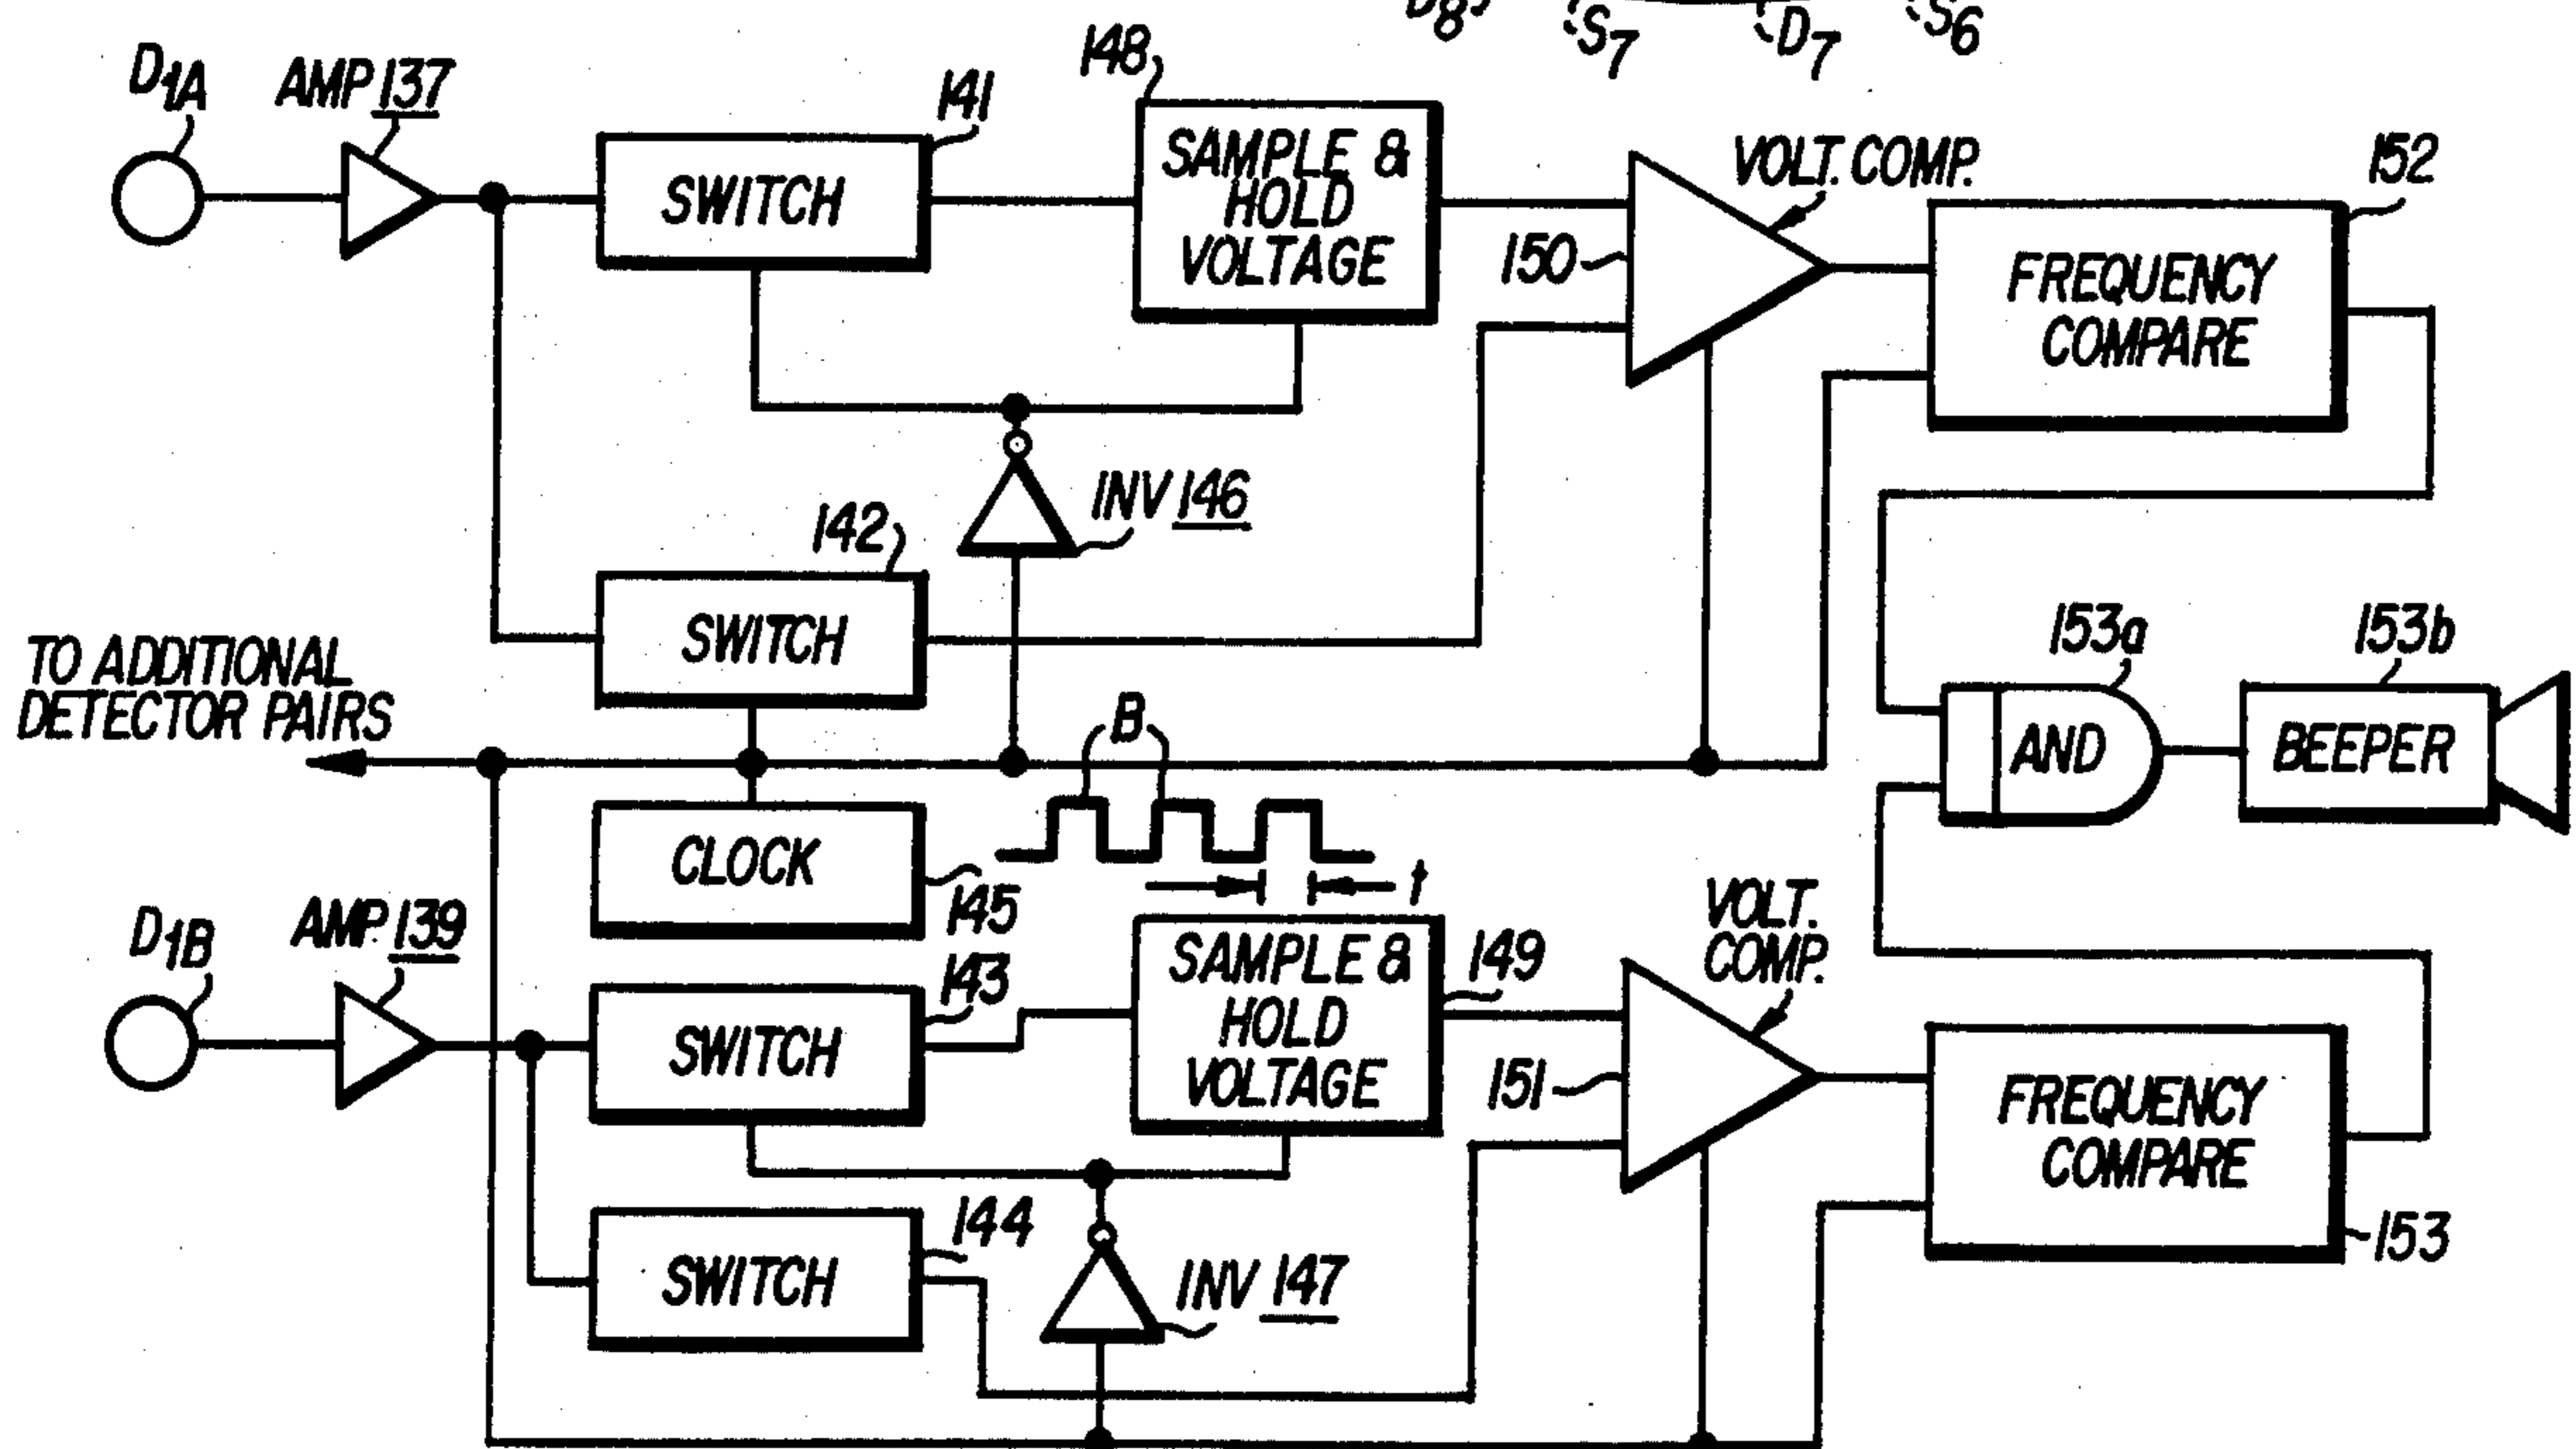 D8
S7
D7
S6
D1A
AMP 137
141
148
SWITCH
SAMPLE &
HOLD
VOLTAGE
150
VOLT. COMP.
152
FREQUENCY
COMPARE
142
INV 146
SWITCH
TO ADDITIONAL
DETECTOR PAIRS
B
153a
153b
AND
BEEPER
CLOCK
145
t
D1B
AMP 139
143
SWITCH
SAMPLE &
HOLD
VOLTAGE
149
VOLT.
COMP.
151
FREQUENCY
COMPARE
153
144
SWITCH
INV 147